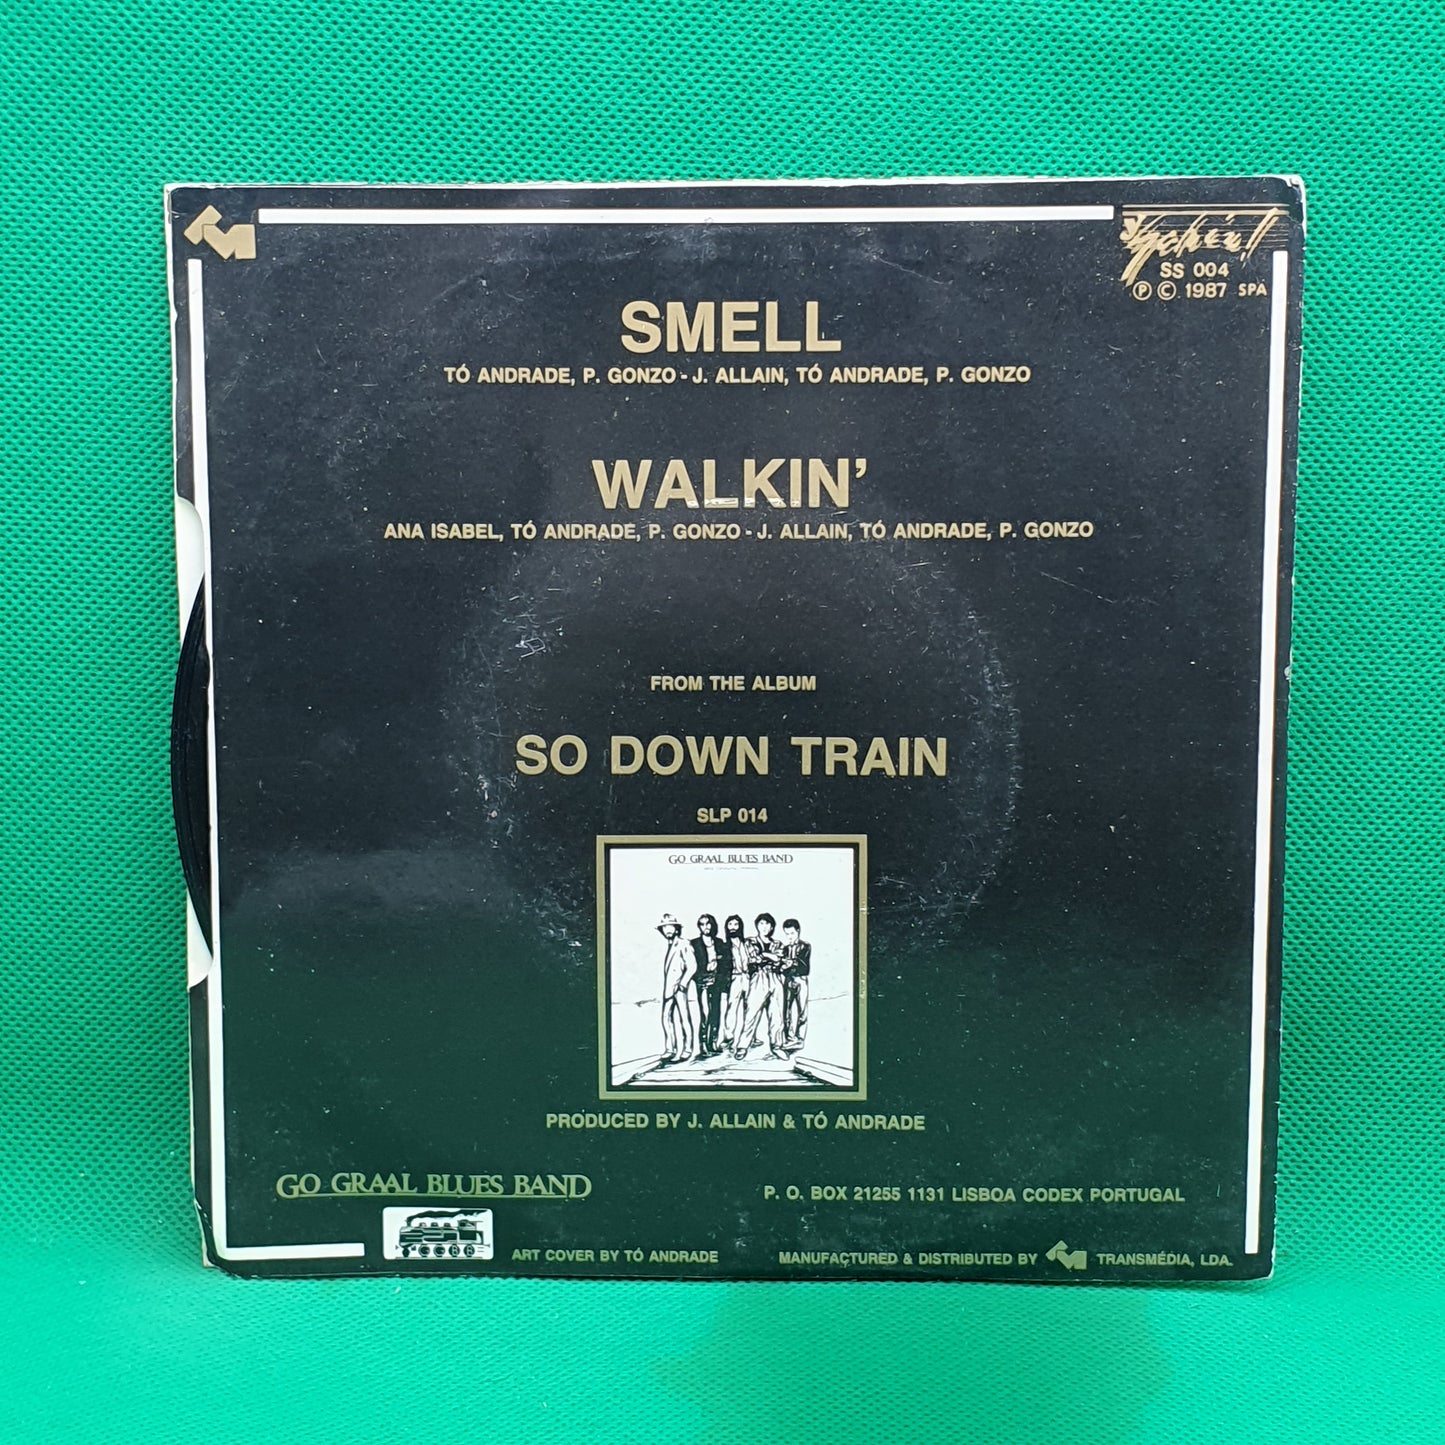 SS 004
Ⓟ Ⓒ 1987 SPA
SMELL
TÓ ANDRADE, P. GONZO - J. ALLAIN, TÓ ANDRADE, P. GONZO
WALKIN'
ANA ISABEL, TÓ ANDRADE, P. GONZO - J. ALLAIN, TÓ ANDRADE, P. GONZO
FROM THE ALBUM
SO DOWN TRAIN
SLP 014
GO GRAAL BLUES BAND
PRODUCED BY J. ALLAIN & TÓ ANDRADE
GO GRAAL BLUES BAND
P. O. BOX 21255 1131 LISBOA CODEX PORTUGAL
ART COVER BY TÓ ANDRADE
MANUFACTURED & DISTRIBUTED BY TRANSMÉDIA, LDA.